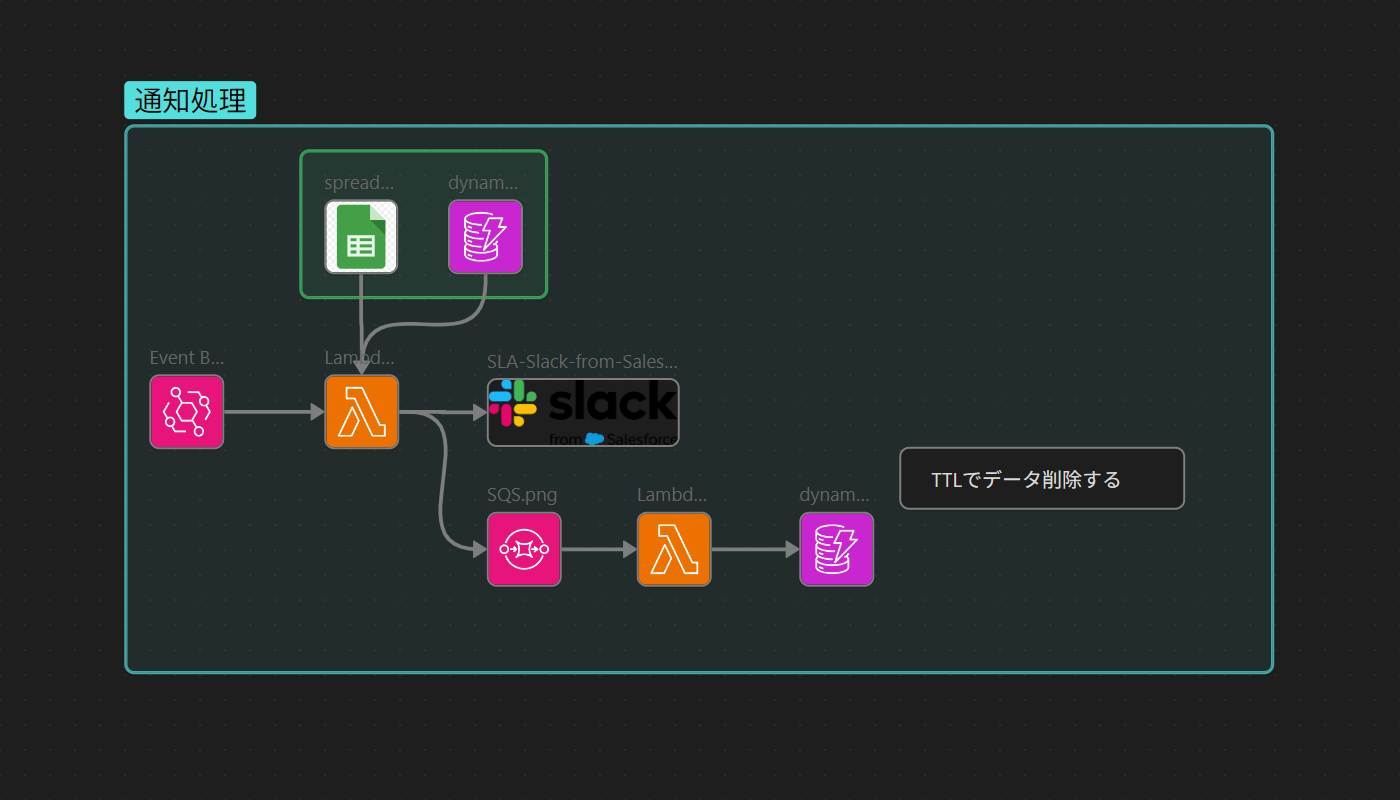 通知処理
spread...
dynam...
Event B...
Lambd...
SLA-Slack-from-Sales...
slack
from Salesforce
TTLでデータ削除する
SQS.png
Lambd...
dynam...